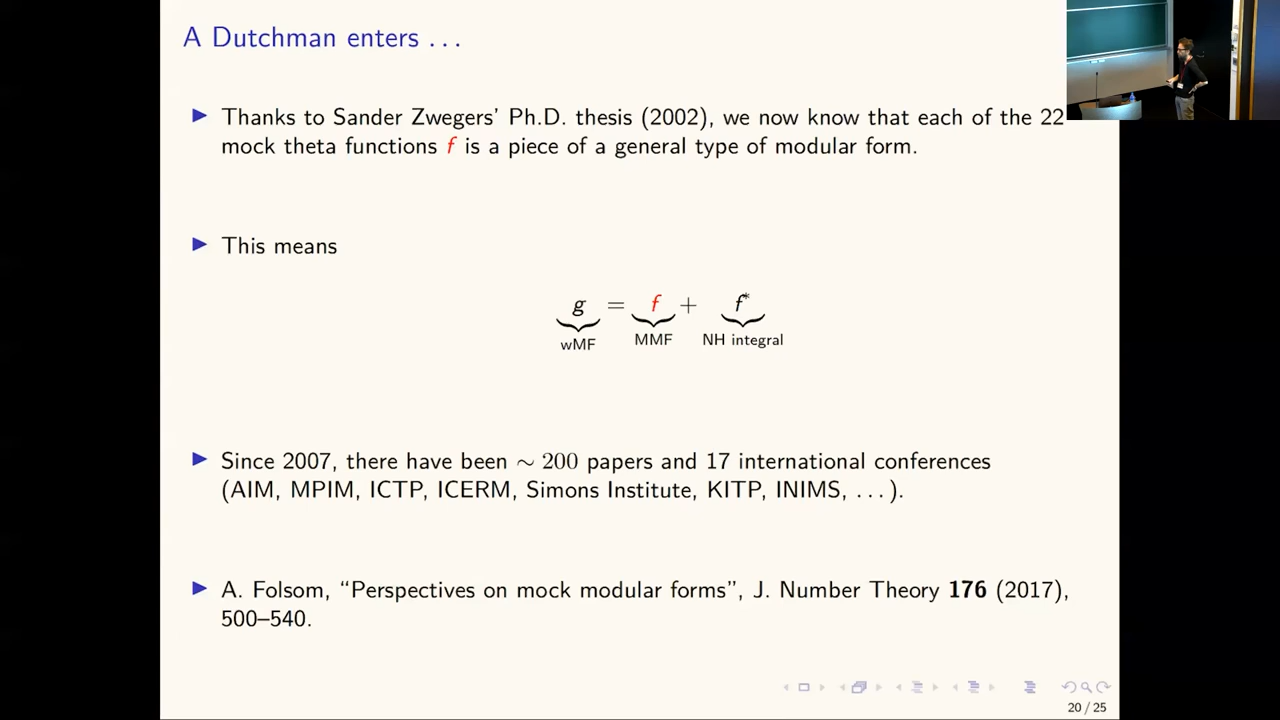 A Dutchman enters . . .
▶ Thanks to Sander Zwegers' Ph.D. thesis (2002), we now know that each of the 22
mock theta functions f is a piece of a general type of modular form.
▶ This means
g = f + f*
wMF MMF NH integral
▶ Since 2007, there have been ∼ 200 papers and 17 international conferences
(AIM, MPIM, ICTP, ICERM, Simons Institute, KITP, INIMS, . . . ).
▶ A. Folsom, “Perspectives on mock modular forms”, J. Number Theory 176 (2017),
500–540.
20 / 25